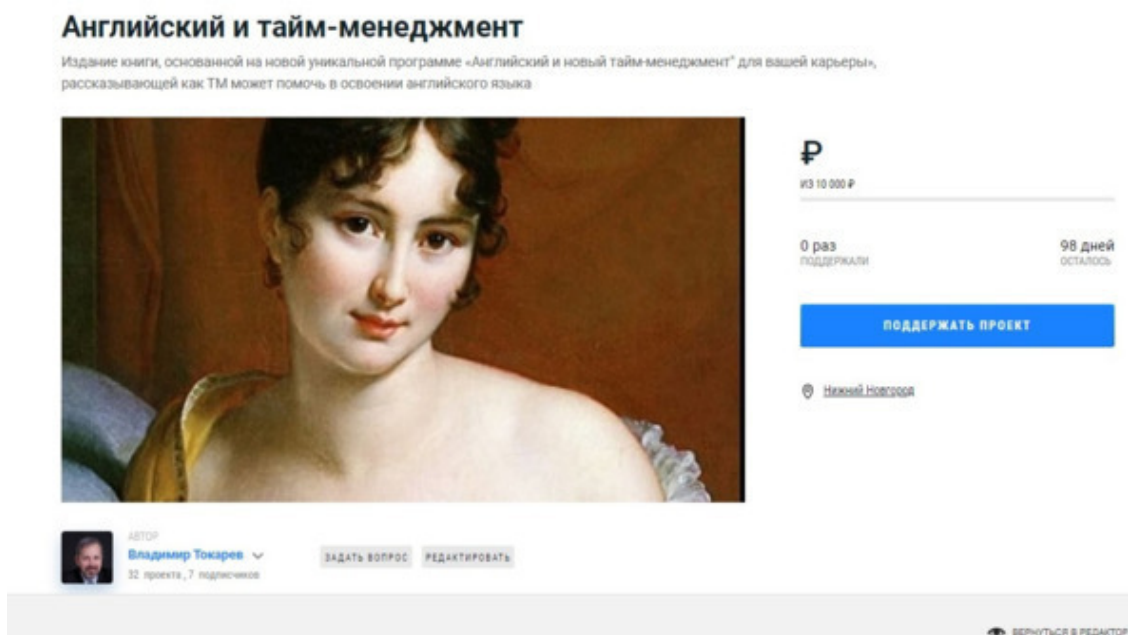 Английский и тайм-менеджмент
Издание книги, основанной на новой уникальной программе «Английский и новый тайм-менеджмент" для вашей карьеры»,
рассказывающей как ТМ может помочь в освоении английского языка
₽
ИЗ 10 000 ₽
0 раз
ПОДДЕРЖАЛИ
98 дней
ОСТАЛОСЬ
ПОДДЕРЖАТЬ ПРОЕКТ
Нижний Новгород
АВТОР
Владимир Токарев
32 проекта, 7 подписчиков
ЗАДАТЬ ВОПРОС
РЕДАКТИРОВАТЬ
ВЕРНУТЬСЯ В РЕДАКТОР